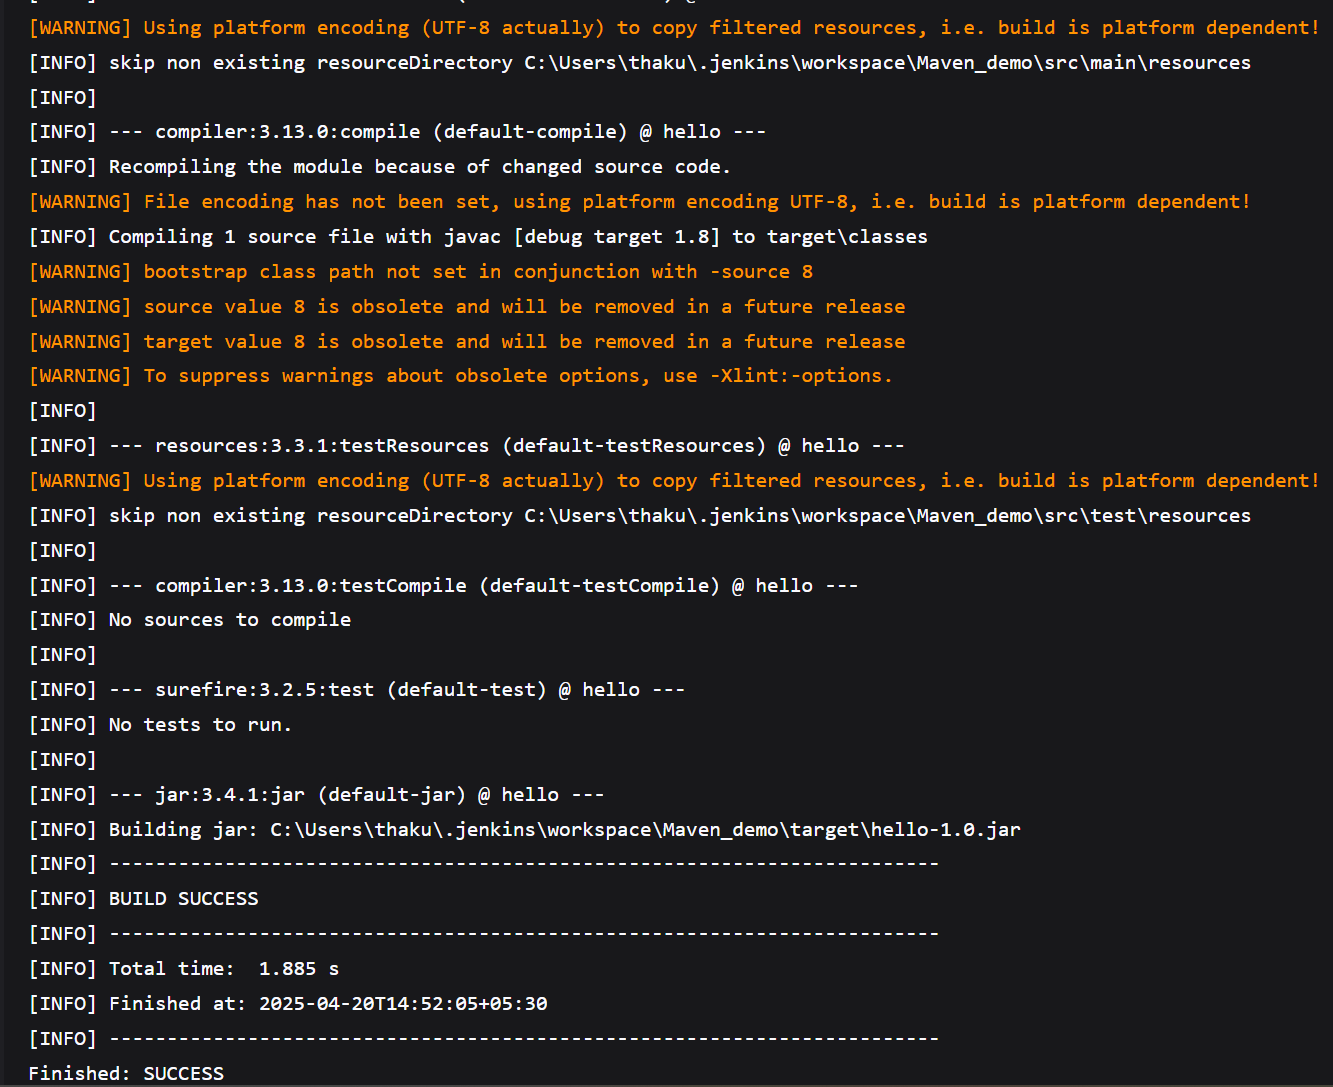 [WARNING] Using platform encoding (UTF-8 actually) to copy filtered resources, i.e. build is platform dependent!
[INFO] skip non existing resourceDirectory C:\Users\thaku\.jenkins\workspace\Maven_demo\src\main\resources
[INFO]
[INFO] --- compiler:3.13.0:compile (default-compile) @ hello ---
[INFO] Recompiling the module because of changed source code.
[WARNING] File encoding has not been set, using platform encoding UTF-8, i.e. build is platform dependent!
[INFO] Compiling 1 source file with javac [debug target 1.8] to target\classes
[WARNING] bootstrap class path not set in conjunction with -source 8
[WARNING] source value 8 is obsolete and will be removed in a future release
[WARNING] target value 8 is obsolete and will be removed in a future release
[WARNING] To suppress warnings about obsolete options, use -Xlint:-options.
[INFO]
[INFO] --- resources:3.3.1:testResources (default-testResources) @ hello ---
[WARNING] Using platform encoding (UTF-8 actually) to copy filtered resources, i.e. build is platform dependent!
[INFO] skip non existing resourceDirectory C:\Users\thaku\.jenkins\workspace\Maven_demo\src\test\resources
[INFO]
[INFO] --- compiler:3.13.0:testCompile (default-testCompile) @ hello ---
[INFO] No sources to compile
[INFO]
[INFO] --- surefire:3.2.5:test (default-test) @ hello ---
[INFO] No tests to run.
[INFO]
[INFO] --- jar:3.4.1:jar (default-jar) @ hello ---
[INFO] Building jar: C:\Users\thaku\.jenkins\workspace\Maven_demo\target\hello-1.0.jar
[INFO] ------------------------------------------------------------------------
[INFO] BUILD SUCCESS
[INFO] ------------------------------------------------------------------------
[INFO] Total time:  1.885 s
[INFO] Finished at: 2025-04-20T14:52:05+05:30
[INFO] ------------------------------------------------------------------------
Finished: SUCCESS